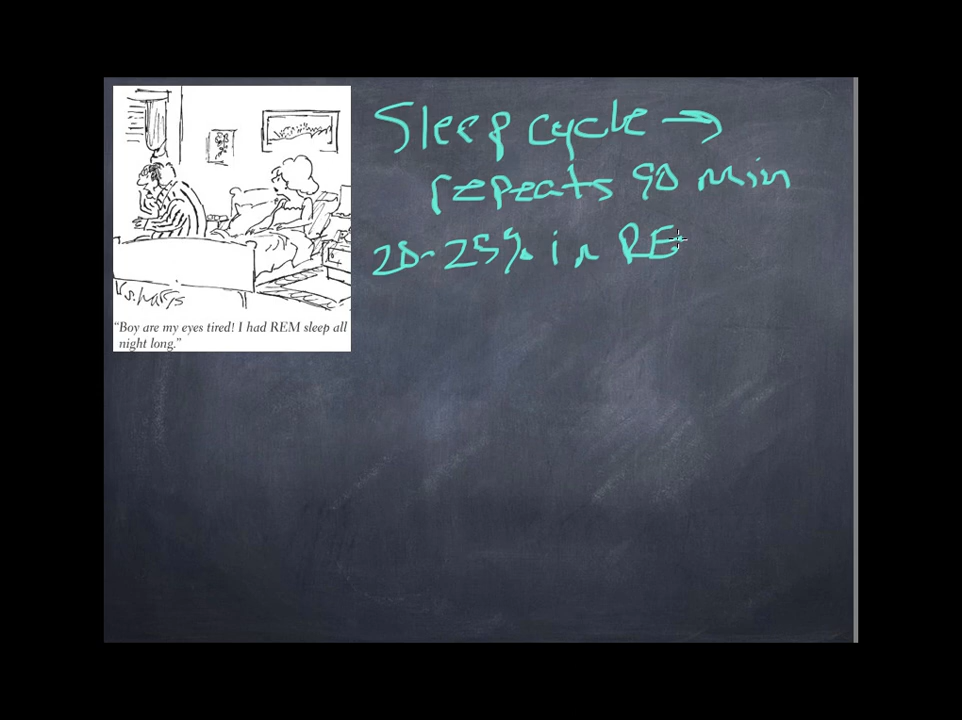 Sleep cycle →
repeats 90 min
20-25% in RE
S. Harris
"Boy are my eyes tired! I had REM sleep all
night long."